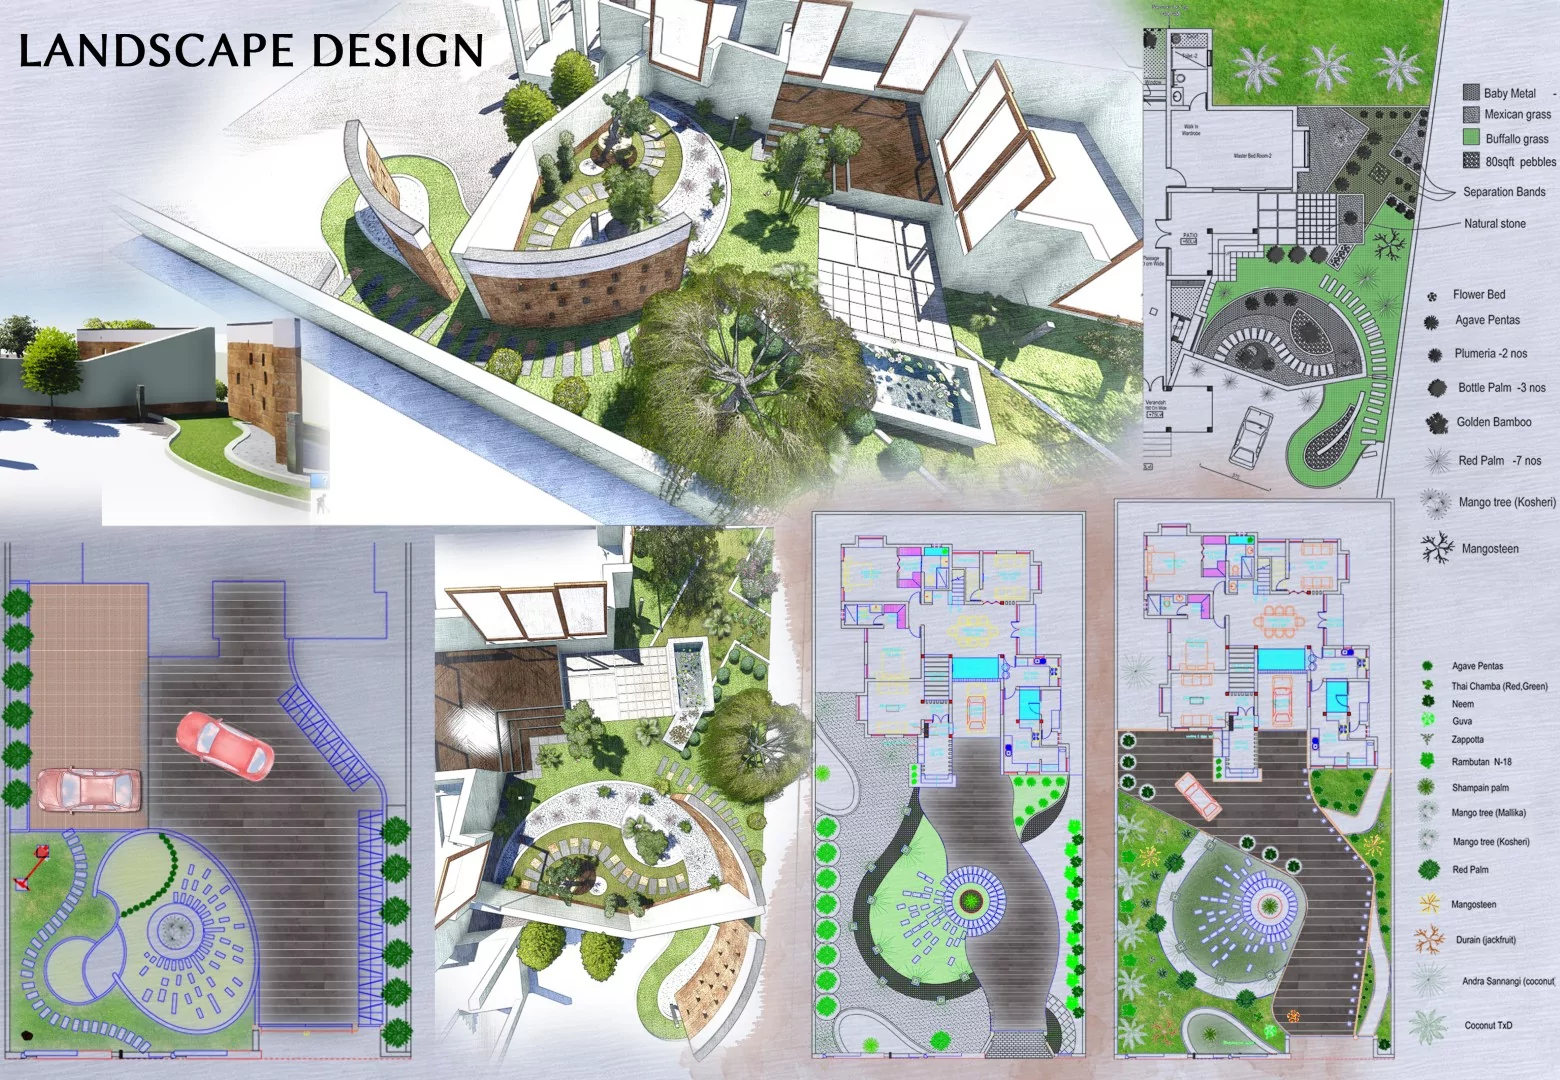 LANDSCAPE DESIGN
Toilet-2
Walk In
Wardrobe
Master Bed Room-2
PATIO
Passage
Verandah
Baby Metal -
Mexican grass
Buffallo grass
80sqft pebbles
Separation Bands
Natural stone
Flower Bed
Agave Pentas
Plumeria -2 nos
Bottle Palm -3 nos
Golden Bamboo
Red Palm -7 nos
Mango tree (Kosheri)
Mangosteen
Agave Pentas
Thai Chamba (Red,Green)
Neem
Guva
Zappotta
Rambutan N-18
Shampain palm
Mango tree (Mallika)
Mango tree (Kosheri)
Red Palm
Mangosteen
Durain (jackfruit)
Andra Sannangi (coconut
Coconut TxD